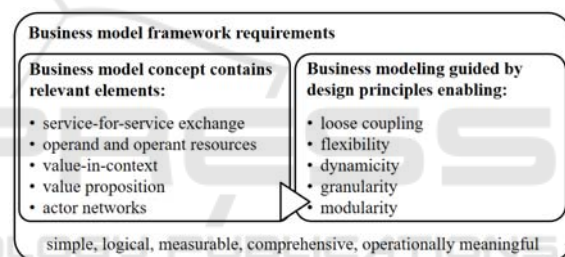 Business model framework requirements
Business model concept contains
relevant elements:
• service-for-service exchange
• operand and operant resources
• value-in-context
• value proposition
• actor networks
Business modeling guided by
design principles enabling:
• loose coupling
• flexibility
• dynamicity
• granularity
• modularity
simple, logical, measurable, comprehensive, operationally meaningful